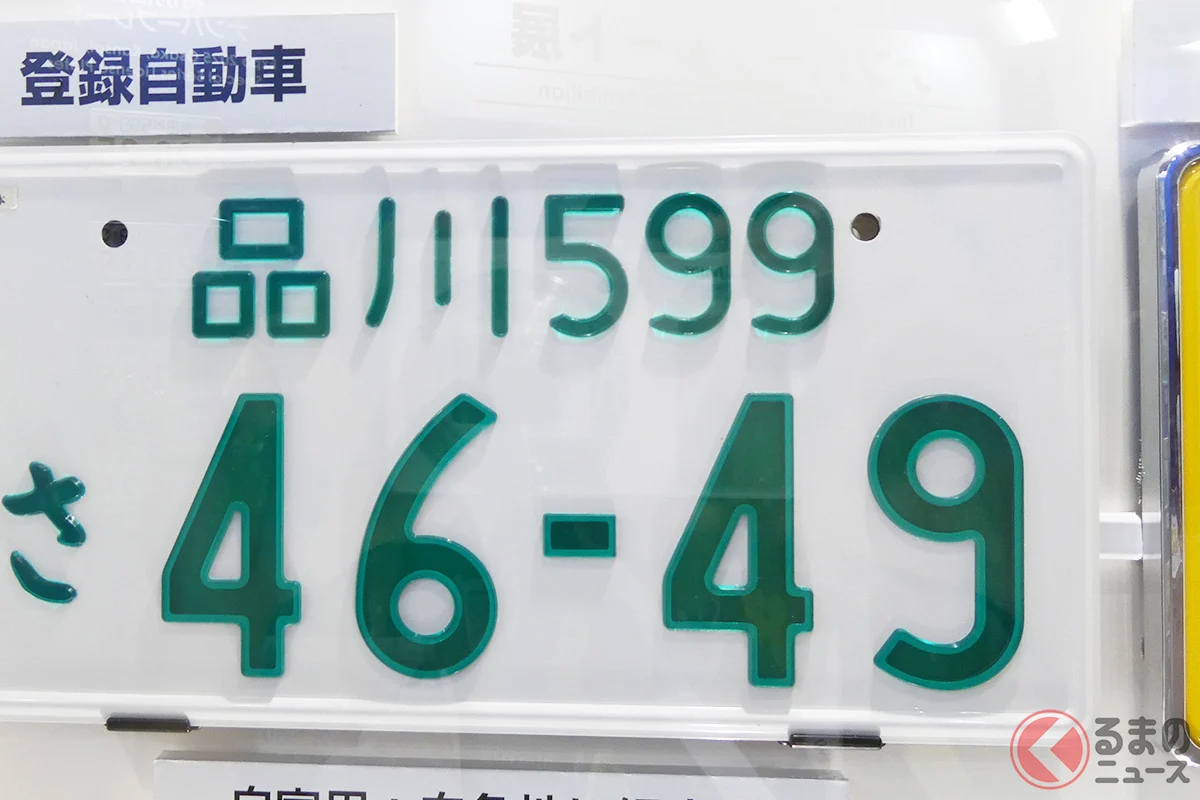 登録自動車
品川599
さ 46-49
くるまの
ニュース